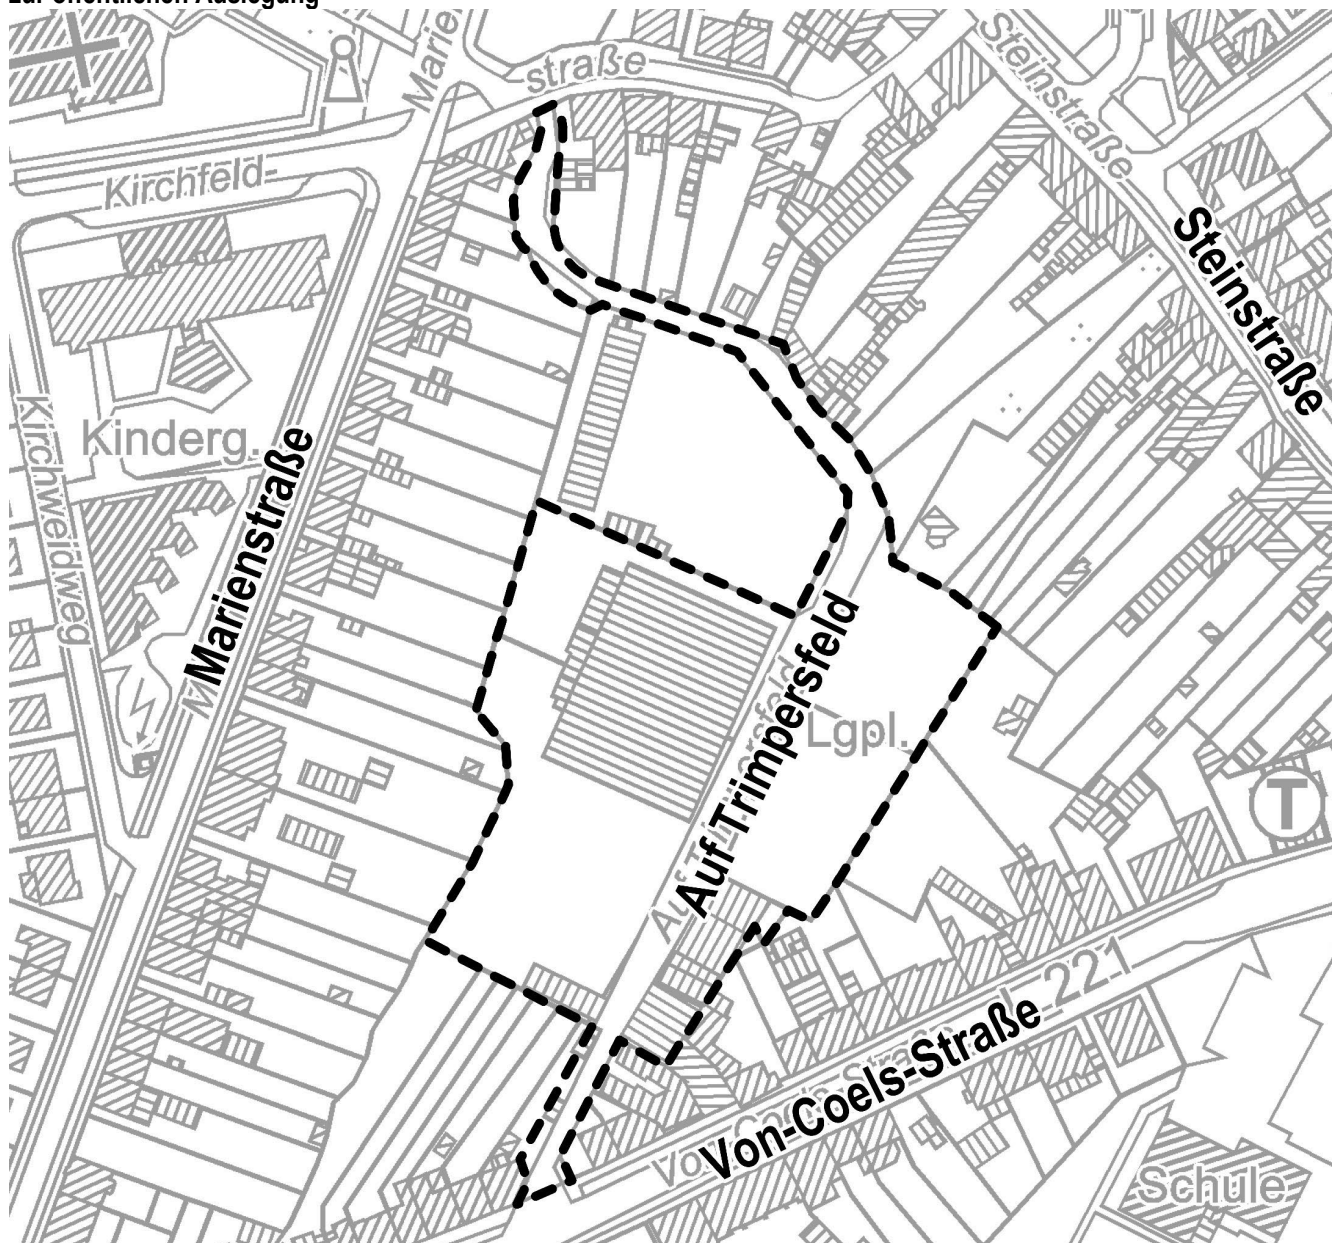 zur öffentlichen Auslegung
Marie
straße
Steinstraße
Kirchfeld-
Steinstraße
Kinderg.
Kirchweidweg
Marienstraße
Auf Trimpersfeld
Lgpl.
T
221
Von-Coels-Straße
Schule